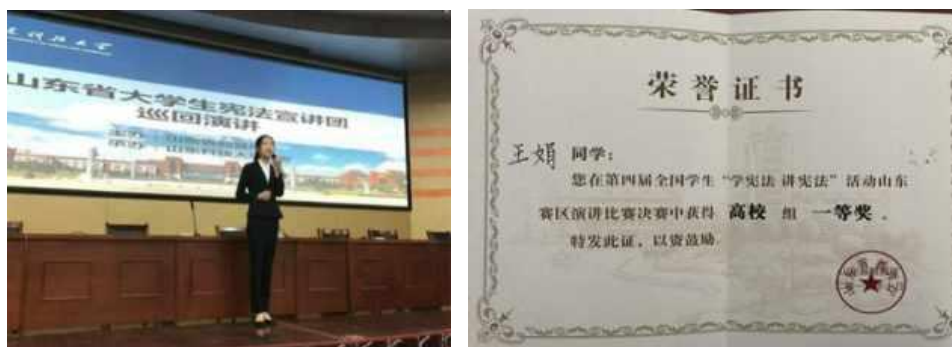 山东省大学生宪法宣讲团
巡回演讲
荣誉证书
王娟 同学：
您在第四届全国学生“学宪法 讲宪法”活动山东
赛区演讲比赛决赛中获得 高校 组 一等奖。
特发此证，以资鼓励